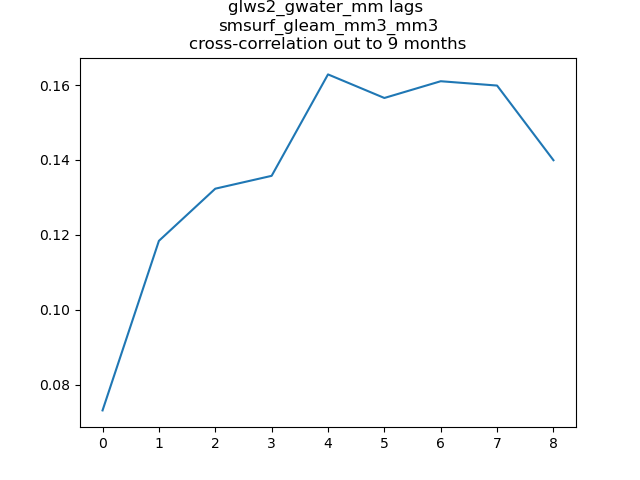 glws2_gwater_mm lags
smsurf_gleam_mm3_mm3
cross-correlation out to 9 months
0.16
0.14
0.12
0.10
0.08
0 1 2 3 4 5 6 7 8